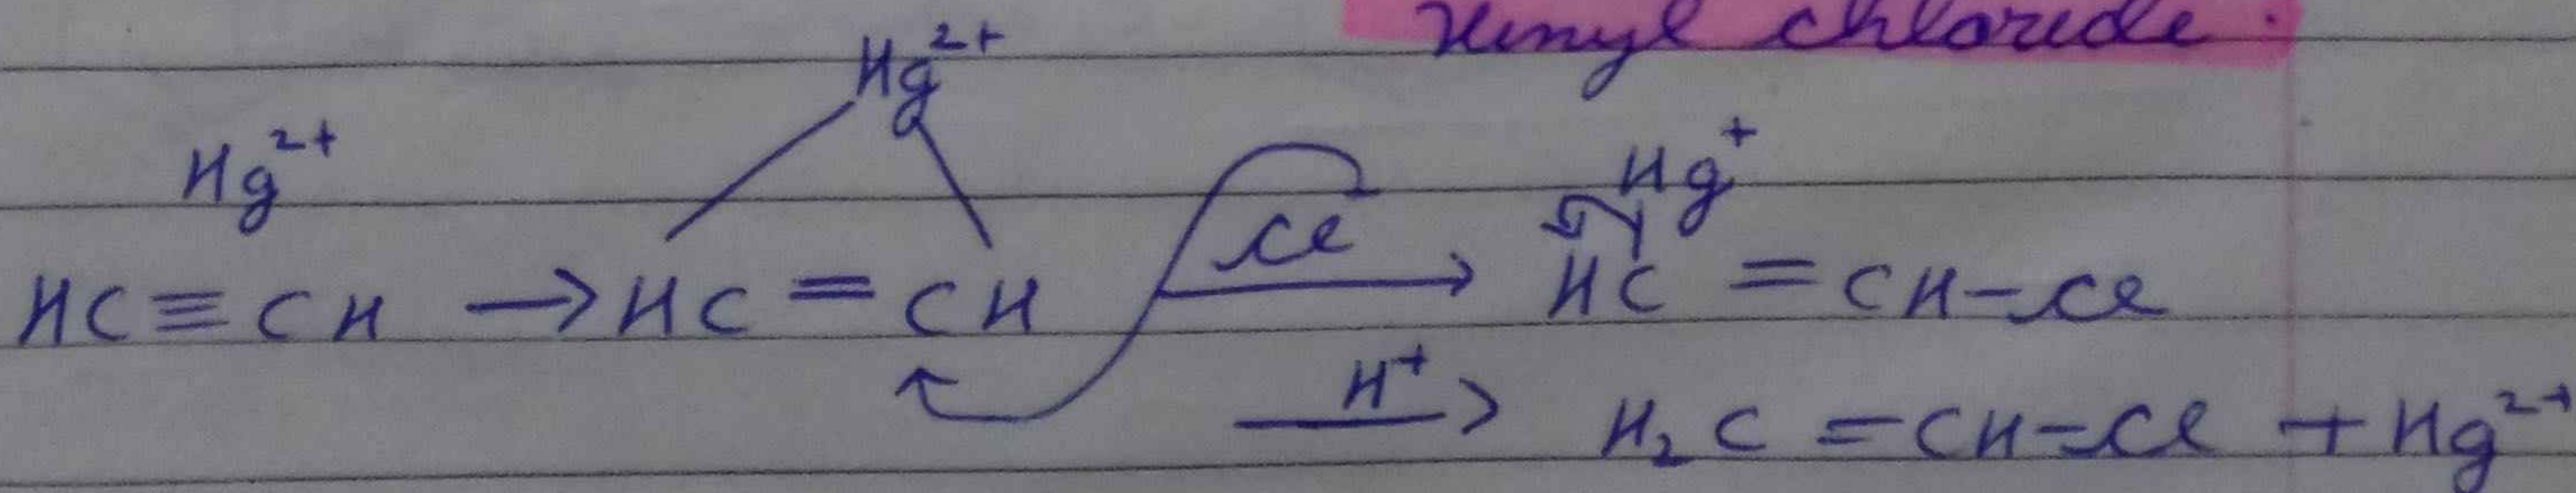 Vinyl chloride.
Hg²⁺
Hg²⁺ Hg⁺
HC≡CH → HC=CH Cl → HC=CH-Cl
H⁺ → H₂C=CH-Cl + Hg²⁺